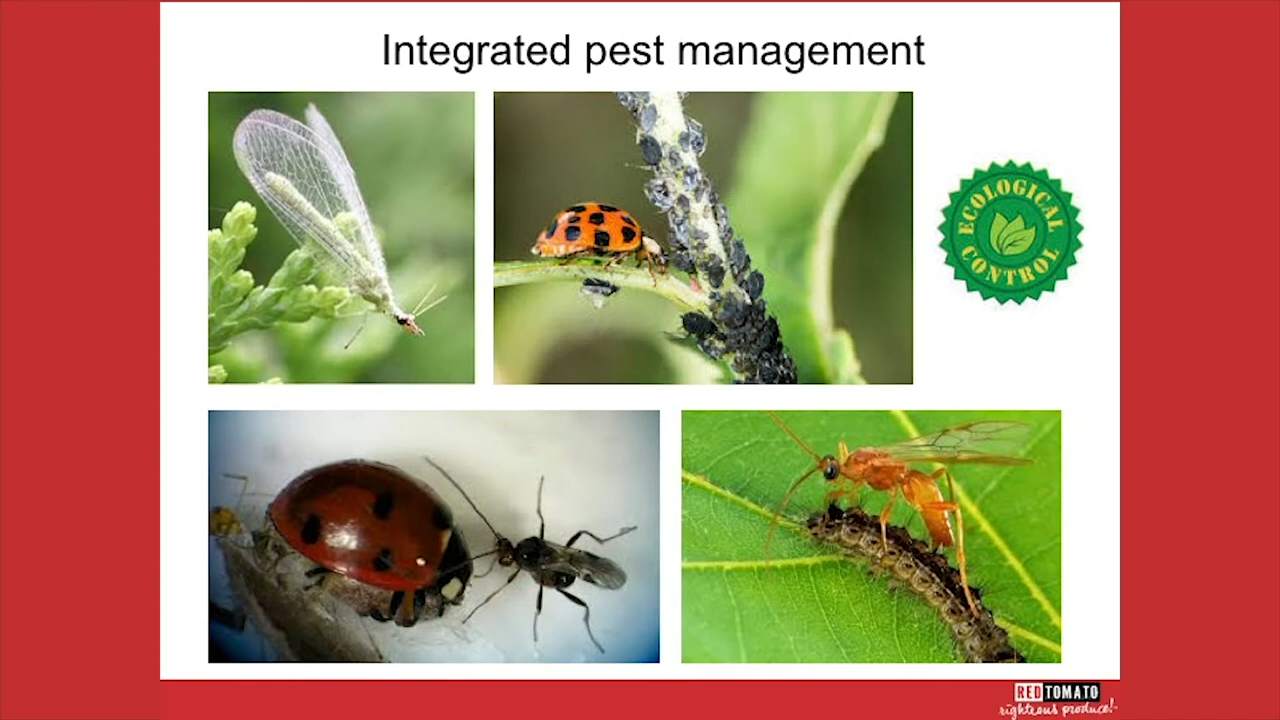 Integrated pest management
ECOLOGICAL
CONTROL
RED TOMATO
righteous produce!